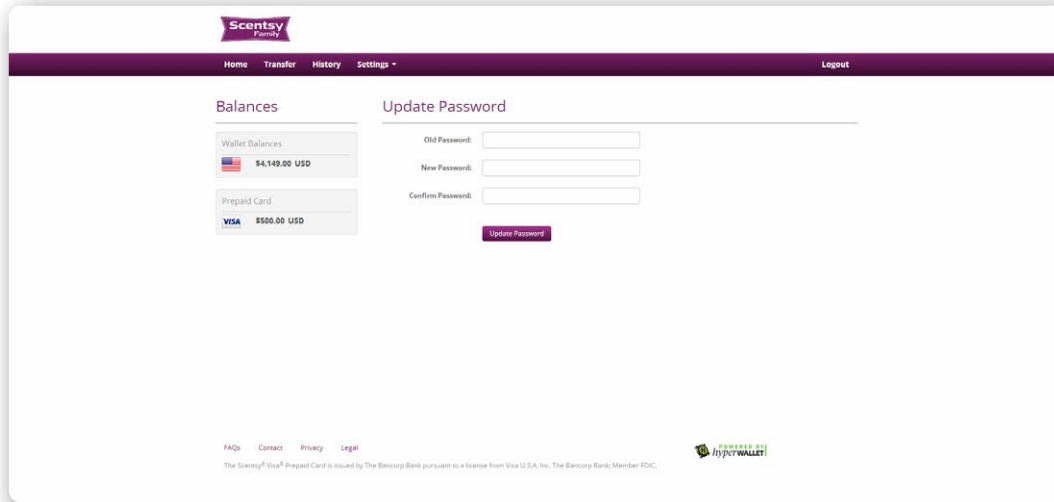 Scentsy
Family
Home Transfer History Settings Logout
Balances
Wallet Balances
$4,149.00 USD
Prepaid Card
VISA $500.00 USD
Update Password
Old Password:
New Password:
Confirm Password:
Update Password
FAQs Contact Privacy Legal
The Scentsy® Visa® Prepaid Card is issued by The Bancorp Bank pursuant to a license from Visa U.S.A. Inc. The Bancorp Bank; Member FDIC.
POWERED BY
hyperWALLET